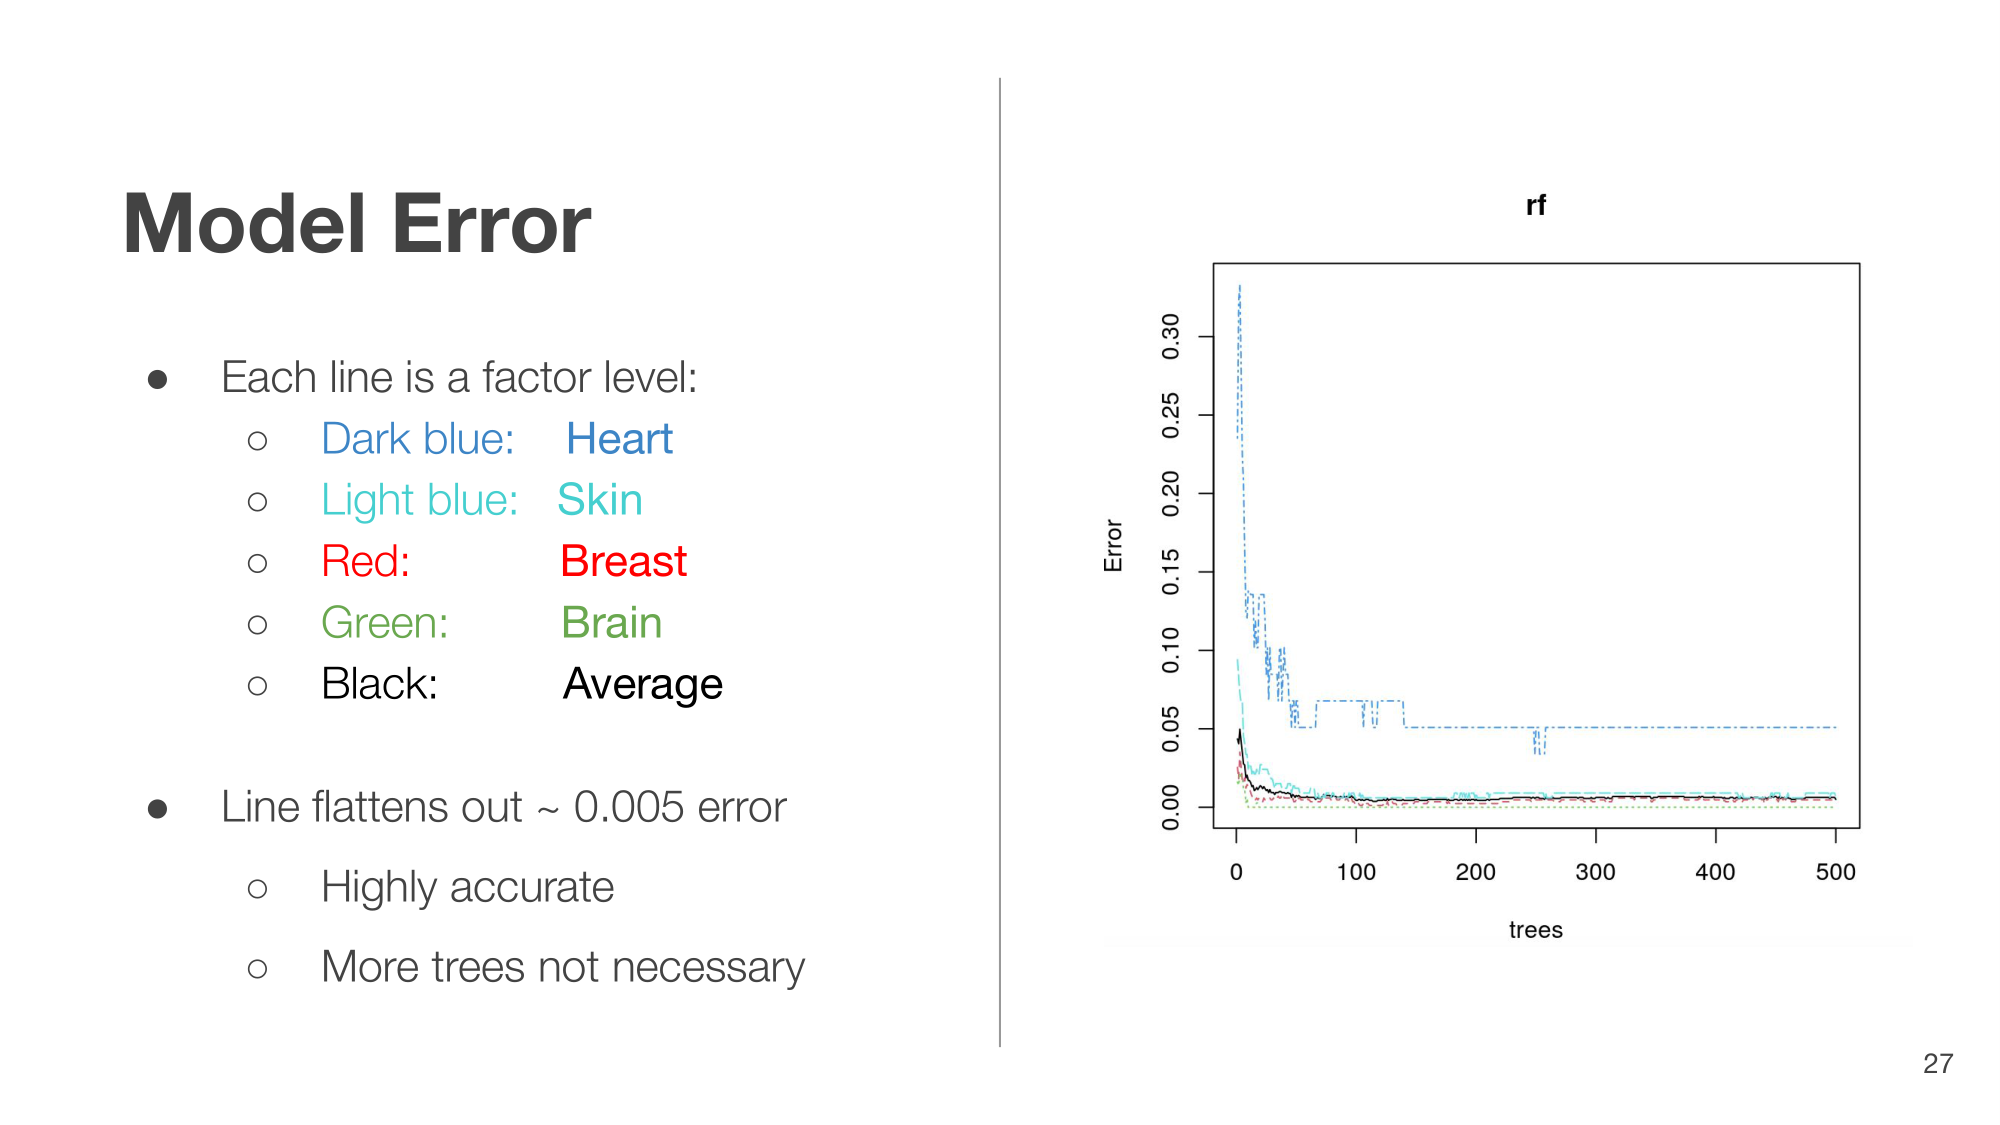 Model Error
● Each line is a factor level:
○ Dark blue: Heart
○ Light blue: Skin
○ Red: Breast
○ Green: Brain
○ Black: Average
● Line flattens out ~ 0.005 error
○ Highly accurate
○ More trees not necessary
rf
Error
0.30
0.25
0.20
0.15
0.10
0.05
0.00
0 100 200 300 400 500
trees
27